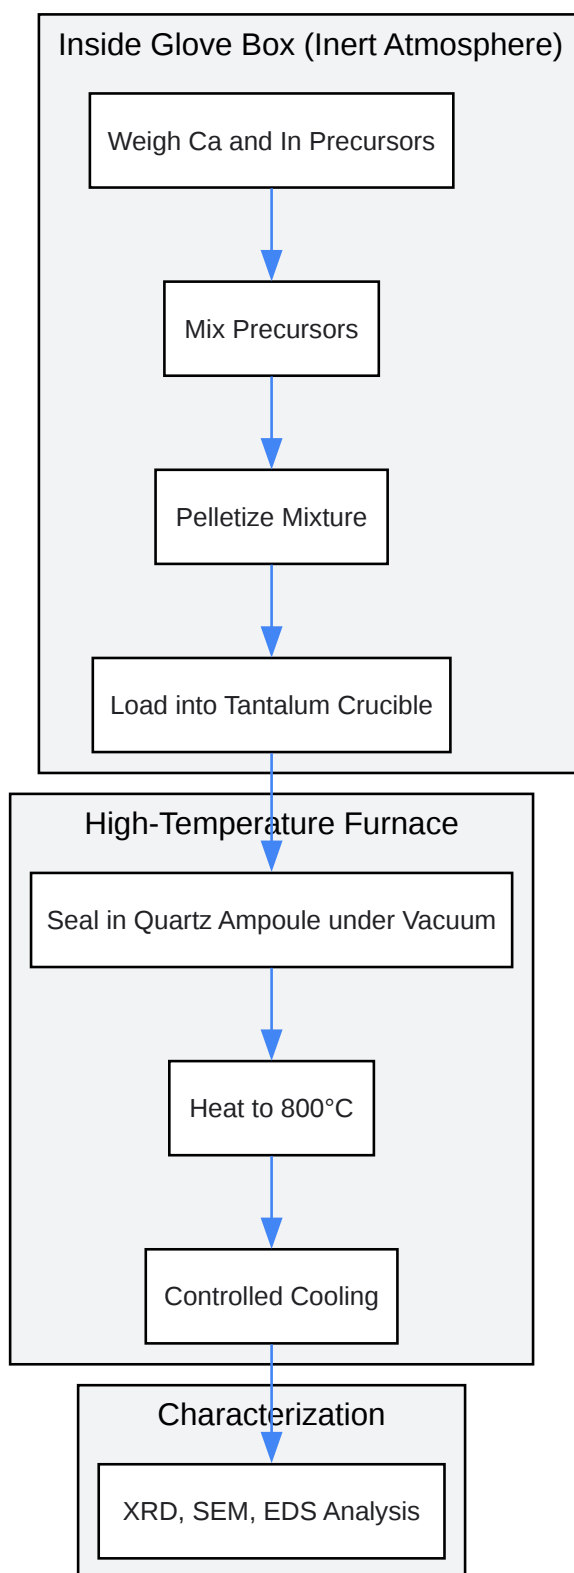 Inside Glove Box (Inert Atmosphere)
Weigh Ca and In Precursors
Mix Precursors
Pelletize Mixture
Load into Tantalum Crucible
High-Temperature Furnace
Seal in Quartz Ampoule under Vacuum
Heat to 800°C
Controlled Cooling
Characterization
XRD, SEM, EDS Analysis